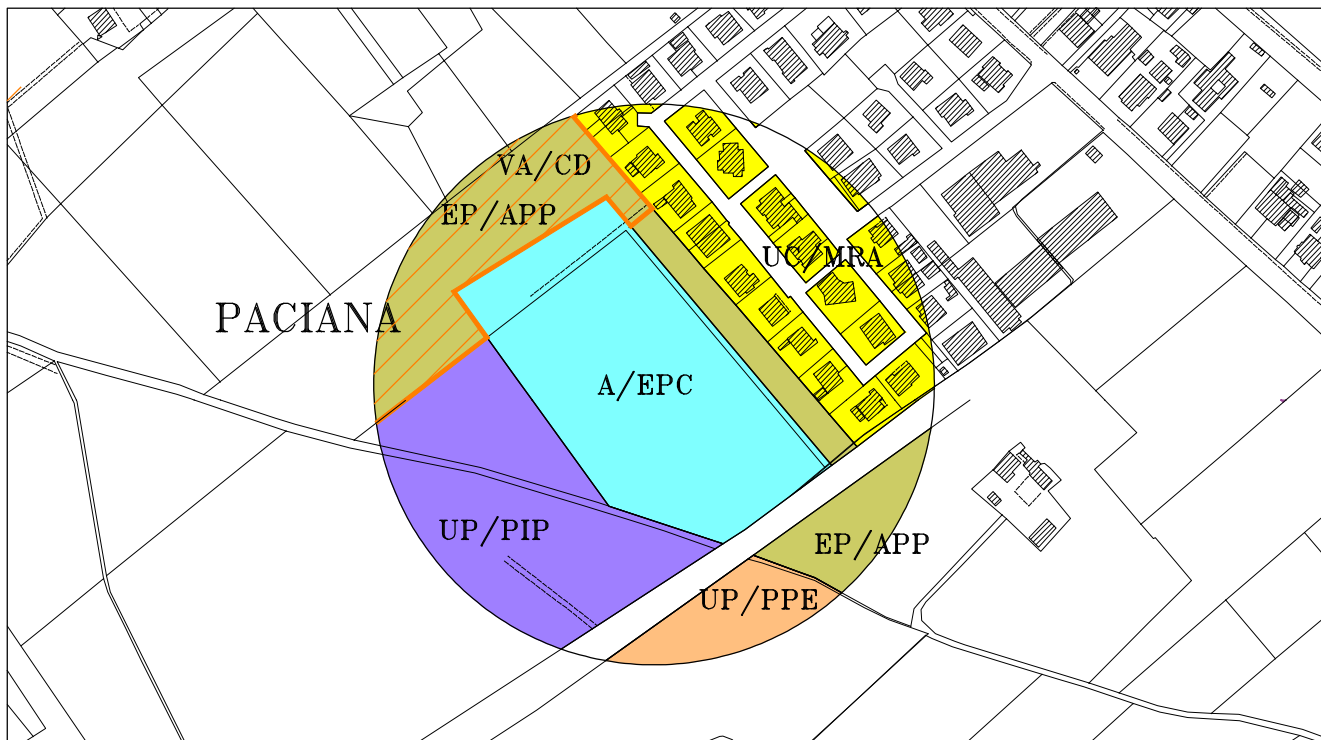 VA/CD
EP/APP
UC/MRA
PACIANA
A/EPC
UP/PIP
EP/APP
UP/PPE